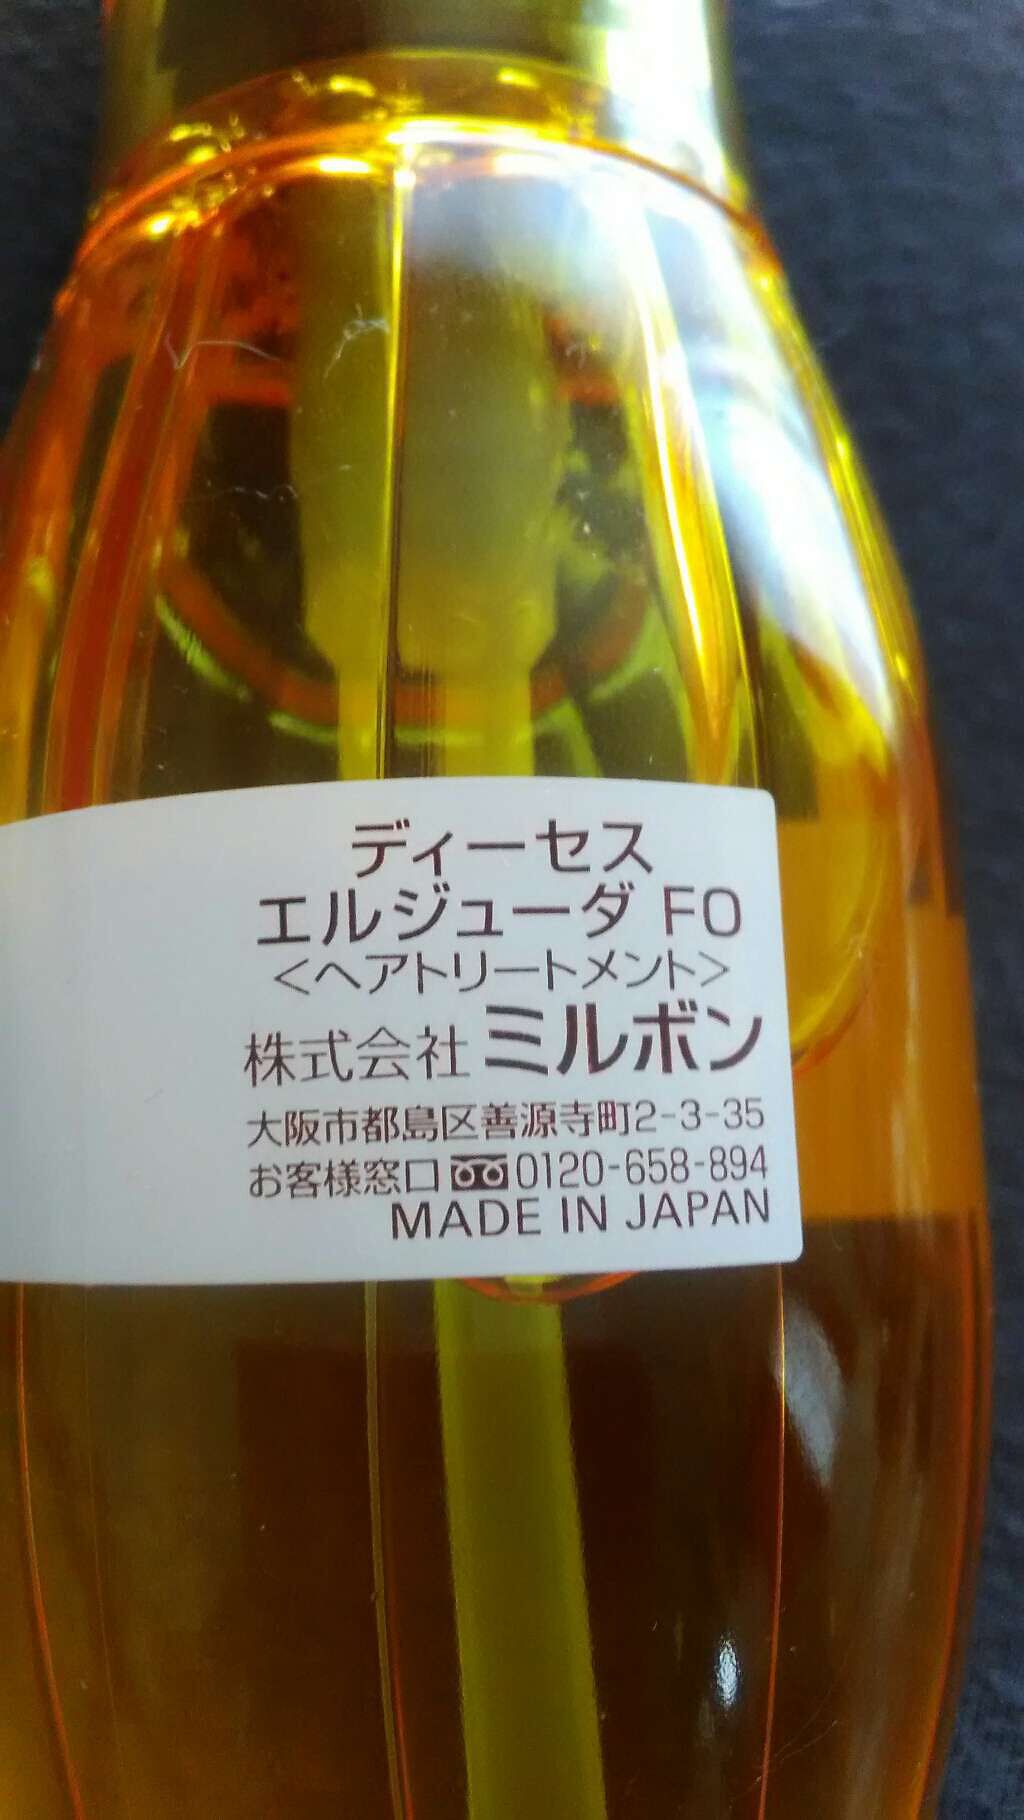 ディーセス
エルジューダ FO
<ヘアトリートメント>
株式会社 ミルボン
大阪市都島区善源寺町2-3-35
お客様窓口 0120-658-894
MADE IN JAPAN